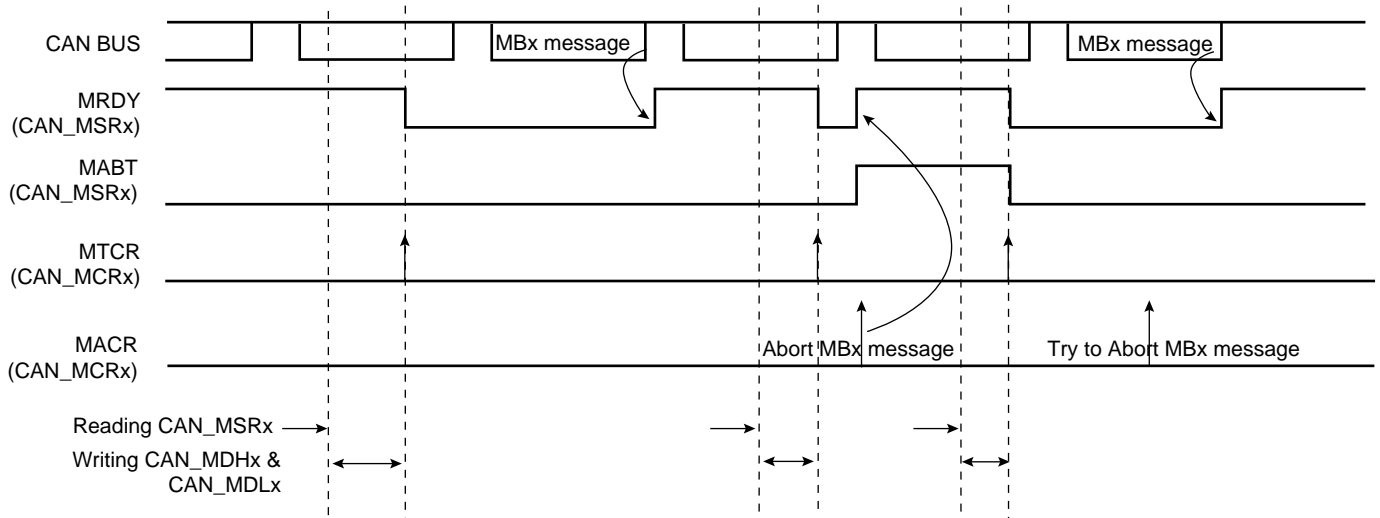 CAN BUS
MBx message
MBx message
MRDY
(CAN_MSRx)
MABT
(CAN_MSRx)
MTCR
(CAN_MCRx)
MACR
(CAN_MCRx)
Abort MBx message
Try to Abort MBx message
Reading CAN_MSRx
Writing CAN_MDHx &
CAN_MDLx